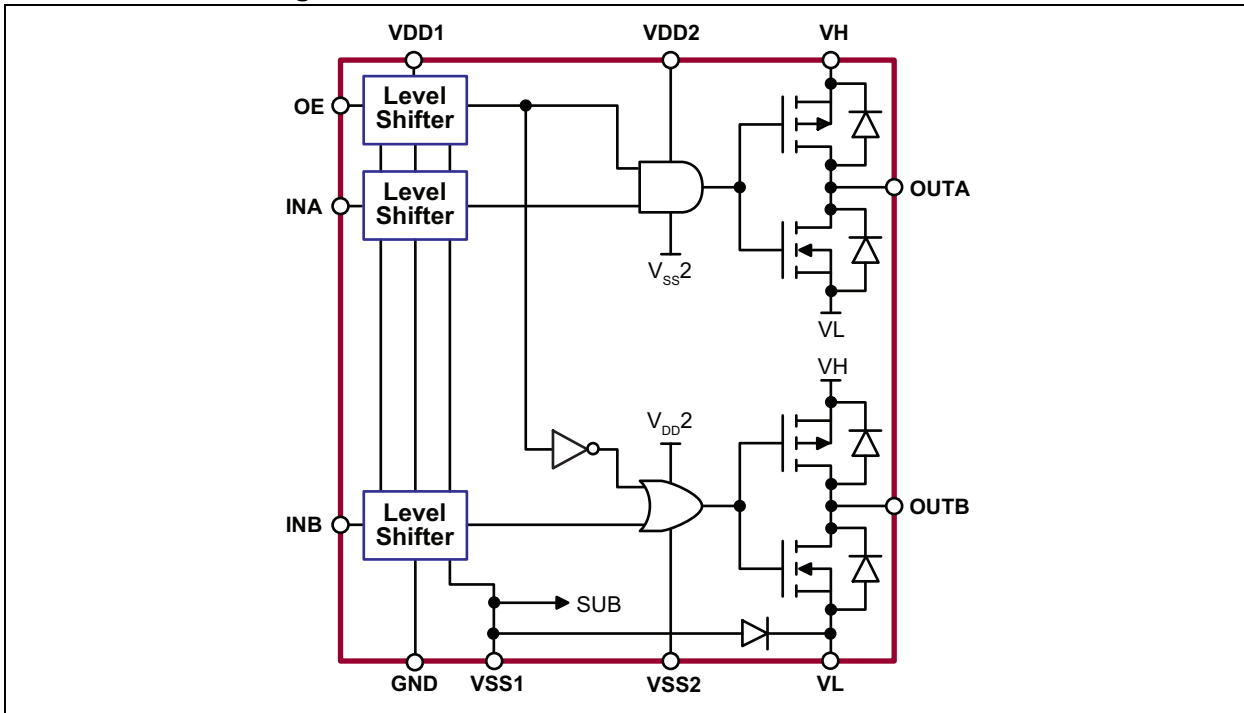 VDD1
VDD2
VH
OE
Level
Shifter
INA
Level
Shifter
OUTA
VSS2
VL
VH
VDD2
INB
Level
Shifter
OUTB
SUB
GND
VSS1
VSS2
VL